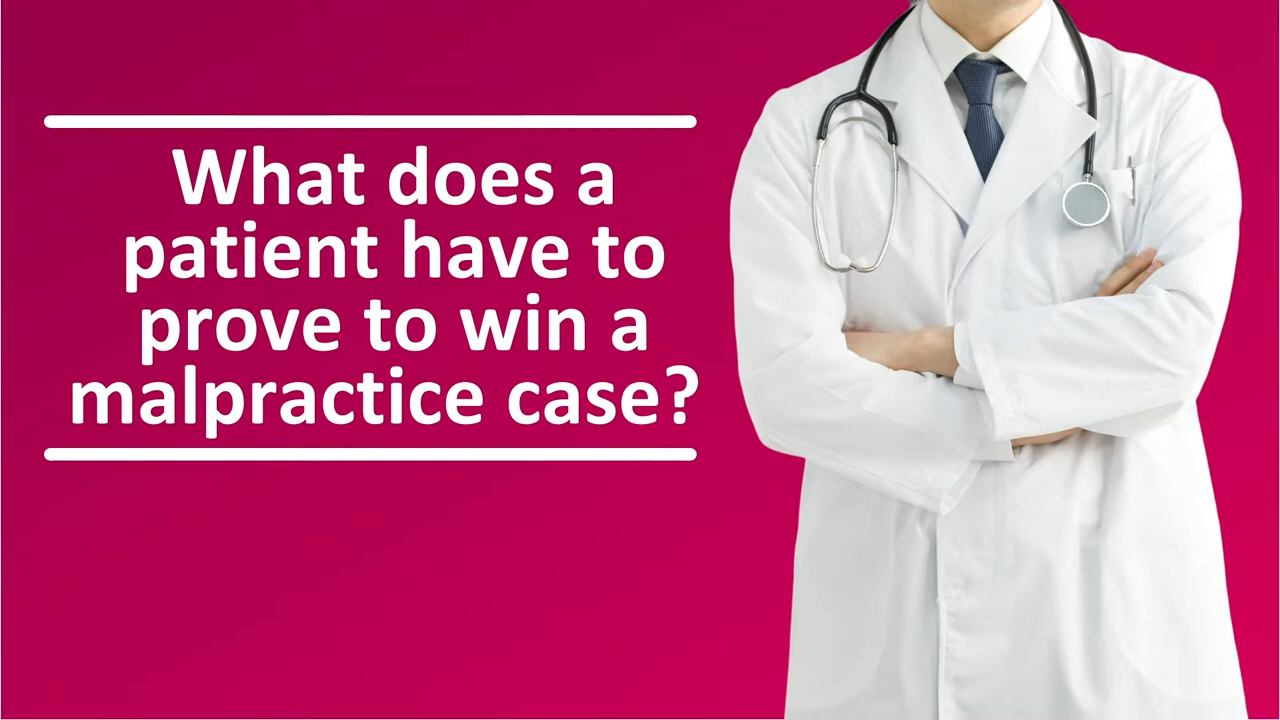 What does a
patient have to
prove to win a
malpractice case?